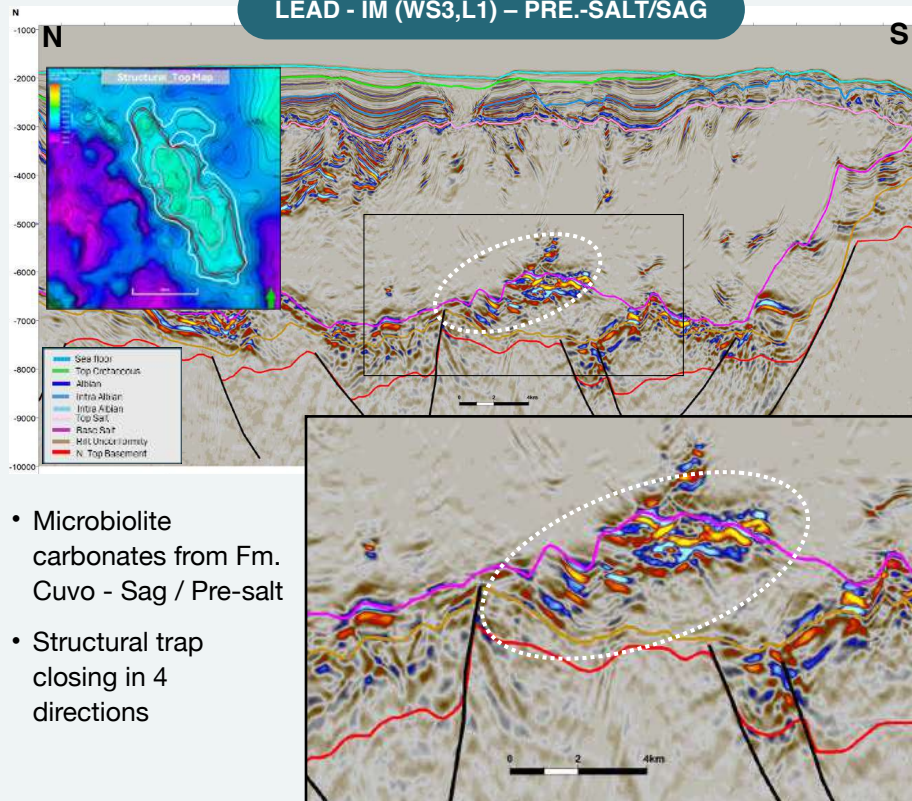 LEAD - IM (WS3,L1) – PRE.-SALT/SAG
N
N
S
-1000
-2000
-3000
-4000
-5000
-6000
-7000
-8000
-9000
-10000
Structural Top Map
Sea floor
Top Cretaceous
Albian
Intra Albian
Intra Albian
Top Salt
Base Salt
Rift Unconformity
N. Top Basement
0 2 4km
0 2 4km
• Microbiolite
carbonates from Fm.
Cuvo - Sag / Pre-salt
• Structural trap
closing in 4
directions